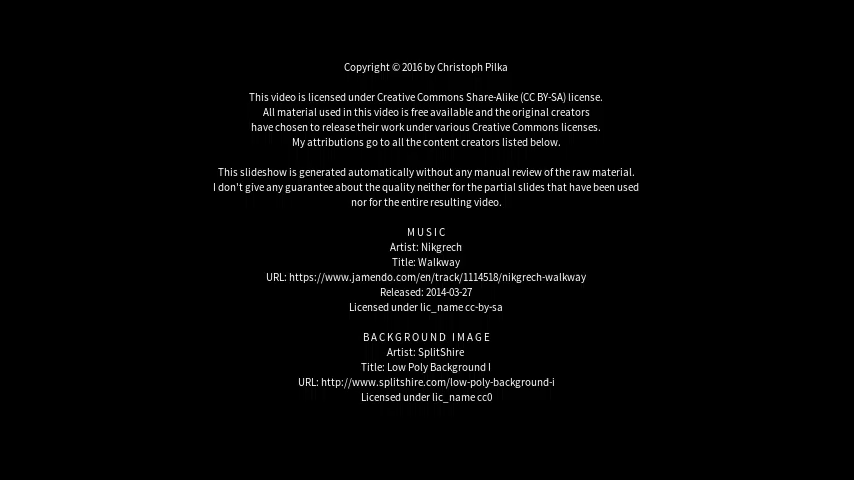 Copyright © 2016 by Christoph Pilka
This video is licensed under Creative Commons Share-Alike (CC BY-SA) license.
All material used in this video is free available and the original creators
have chosen to release their work under various Creative Commons licenses.
My attributions go to all the content creators listed below.
This slideshow is generated automatically without any manual review of the raw material.
I don't give any guarantee about the quality neither for the partial slides that have been used
nor for the entire resulting video.
MUSIC
Artist: Nikgrech
Title: Walkway
URL: https://www.jamendo.com/en/track/1114518/nikgrech-walkway
Released: 2014-03-27
Licensed under lic_name cc-by-sa
BACKGROUND IMAGE
Artist: SplitShire
Title: Low Poly Background I
URL: http://www.splitshire.com/low-poly-background-i
Licensed under lic_name cc0